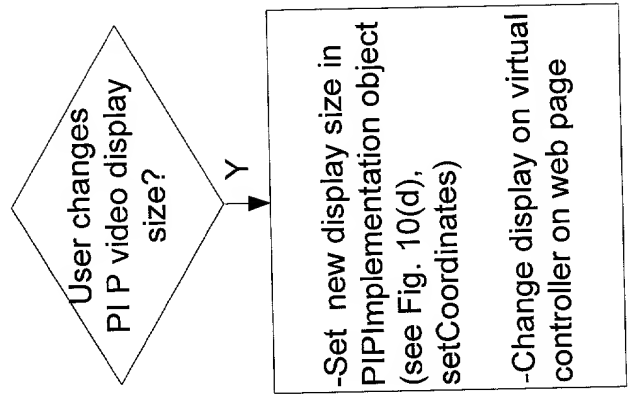 User changes
PI P video display
size?
Y
-Set new display size in
PIPImplementation object
(see Fig. 10(d),
setCoordinates)
-Change display on virtual
controller on web page